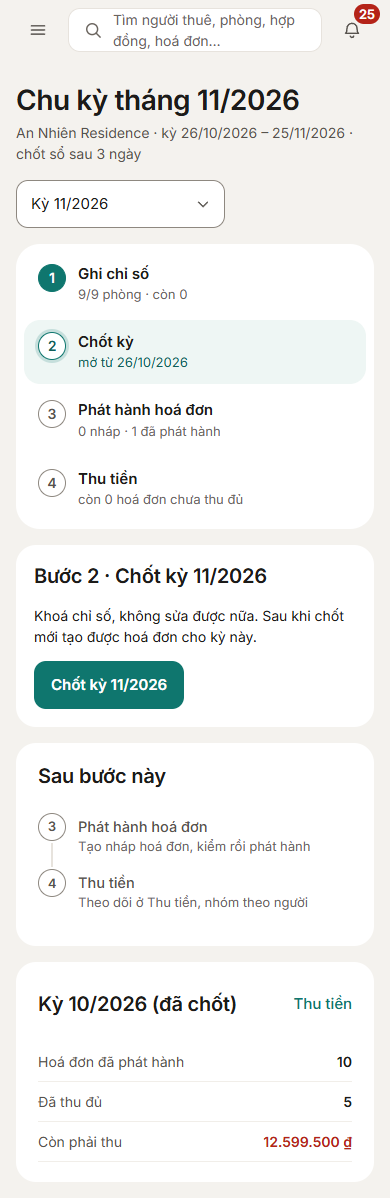 Tìm người thuê, phòng, hợp
đồng, hoá đơn...
25
Chu kỳ tháng 11/2026
An Nhiên Residence · kỳ 26/10/2026 – 25/11/2026 ·
chốt sổ sau 3 ngày
Kỳ 11/2026
1
Ghi chỉ số
9/9 phòng · còn 0
2
Chốt kỳ
mở từ 26/10/2026
3
Phát hành hoá đơn
0 nháp · 1 đã phát hành
4
Thu tiền
còn 0 hoá đơn chưa thu đủ
Bước 2 · Chốt kỳ 11/2026
Khoá chỉ số, không sửa được nữa. Sau khi chốt
mới tạo được hoá đơn cho kỳ này.
Chốt kỳ 11/2026
Sau bước này
3
Phát hành hoá đơn
Tạo nháp hoá đơn, kiểm rồi phát hành
4
Thu tiền
Theo dõi ở Thu tiền, nhóm theo người
Kỳ 10/2026 (đã chốt)
Thu tiền
Hoá đơn đã phát hành 10
Đã thu đủ 5
Còn phải thu 12.599.500 ₫